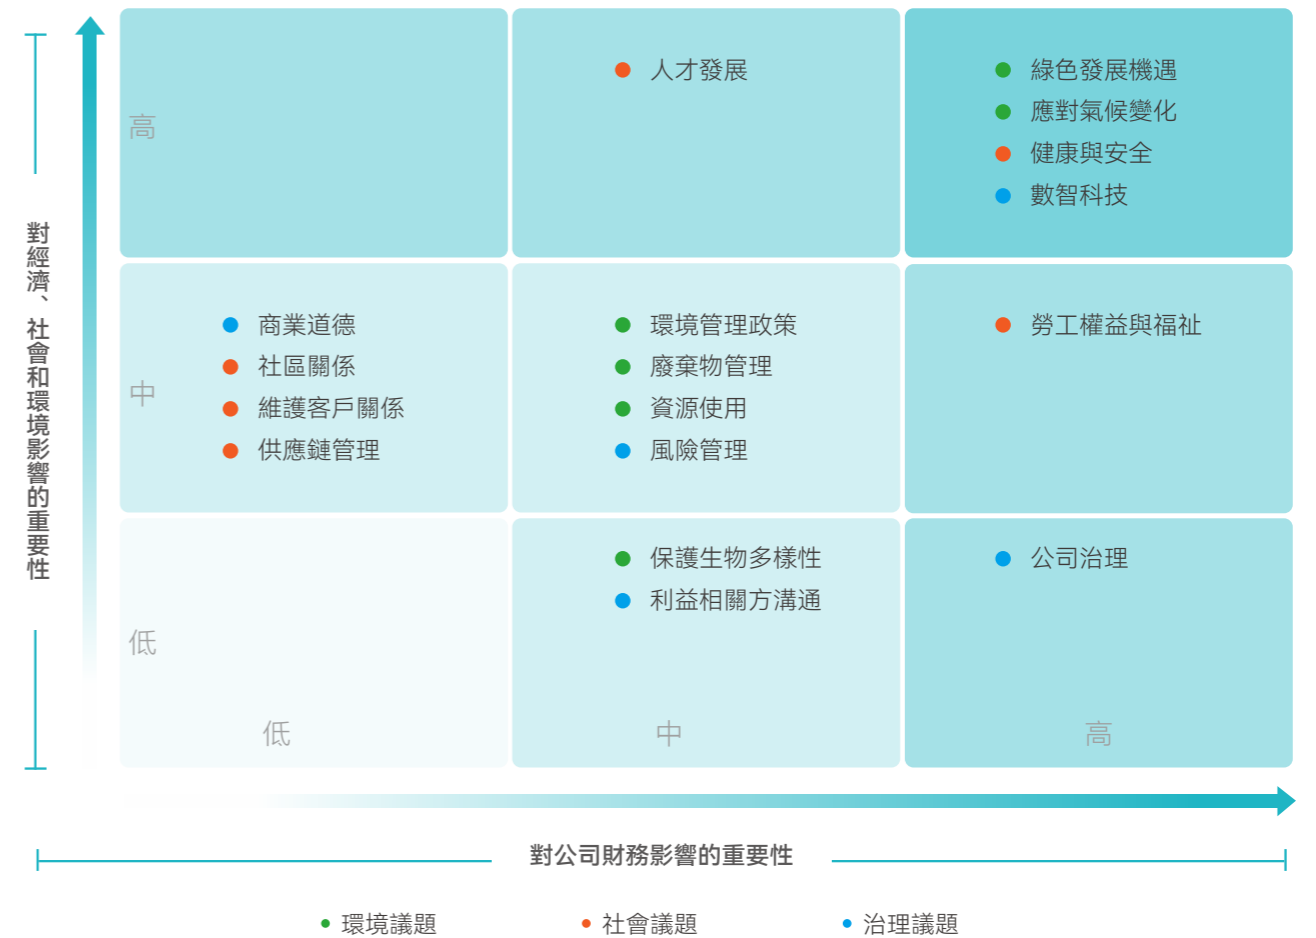 對經濟、社會和環境影響的重要性
高
人才發展
綠色發展機遇
應對氣候變化
健康與安全
數智科技
中
商業道德
社區關係
維護客戶關係
供應鏈管理
環境管理政策
廢棄物管理
資源使用
風險管理
勞工權益與福祉
低
保護生物多樣性
利益相關方溝通
公司治理
低
中
高
對公司財務影響的重要性
環境議題
社會議題
治理議題